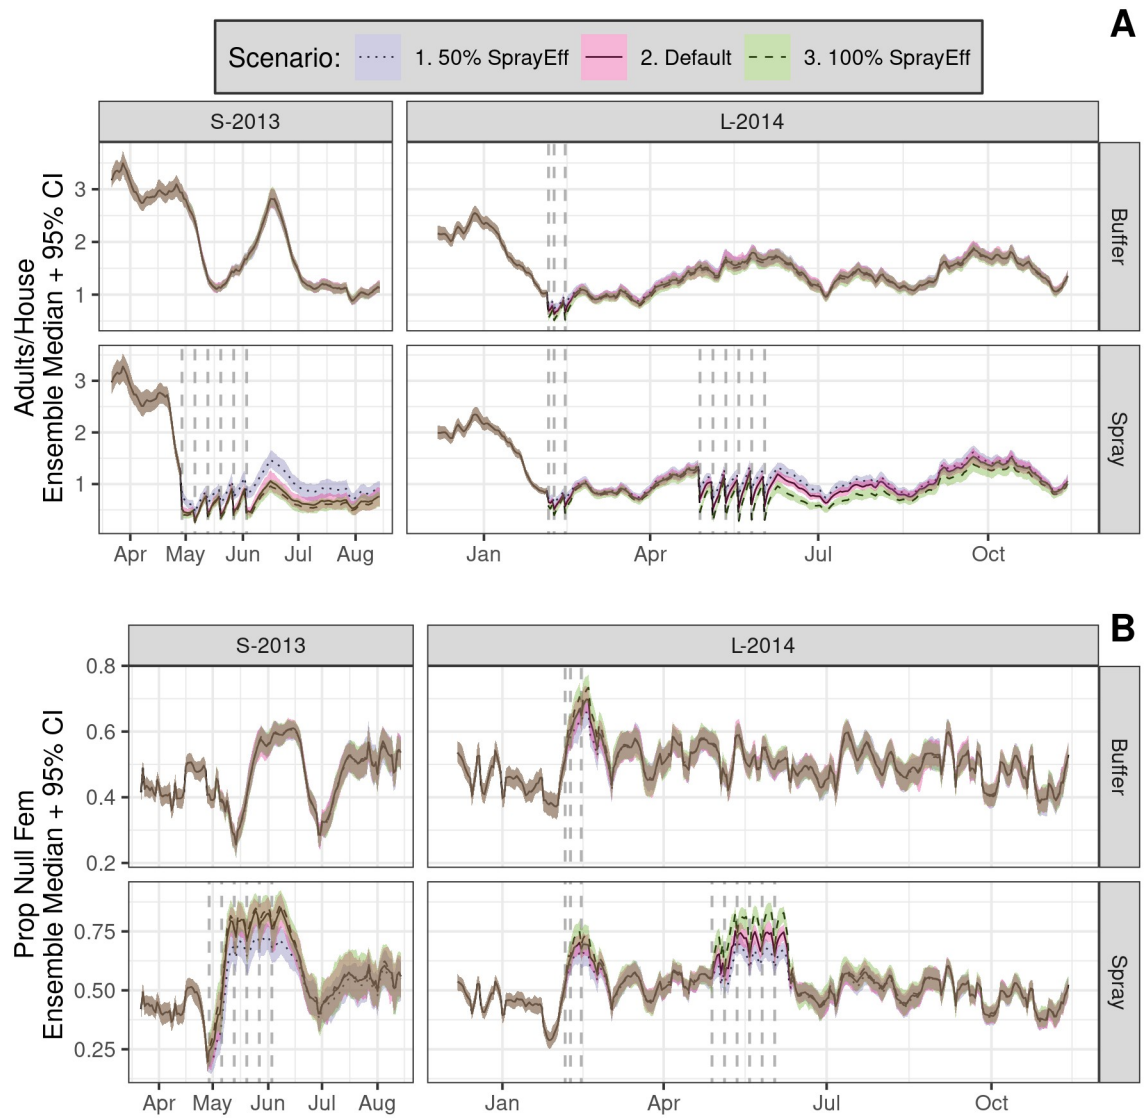 A
Scenario: 1. 50% SprayEff 2. Default 3. 100% SprayEff
S-2013 L-2014
Adults/House
Ensemble Median + 95% CI
3
2
1
Buffer
3
2
1
Spray
Apr May Jun Jul Aug Jan Apr Jul Oct
B
S-2013 L-2014
Prop Null Fem
Ensemble Median + 95% CI
0.8
0.6
0.4
0.2
Buffer
0.75
0.50
0.25
Spray
Apr May Jun Jul Aug Jan Apr Jul Oct